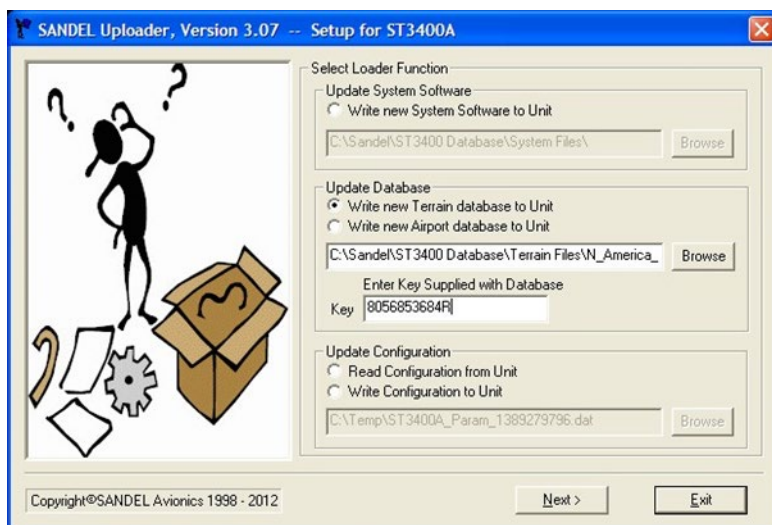 SANDEL Uploader, Version 3.07 -- Setup for ST3400A
Select Loader Function
Update System Software
Write new System Software to Unit
C:\Sandel\ST3400 Database\System Files\
Browse
Update Database
Write new Terrain database to Unit
Write new Airport database to Unit
C:\Sandel\ST3400 Database\Terrain Files\N_America_
Browse
Enter Key Supplied with Database
Key 8056853684R
Update Configuration
Read Configuration from Unit
Write Configuration to Unit
C:\Temp\ST3400A_Param_1389279796.dat
Browse
Copyright©SANDEL Avionics 1998 - 2012
Next >
Exit